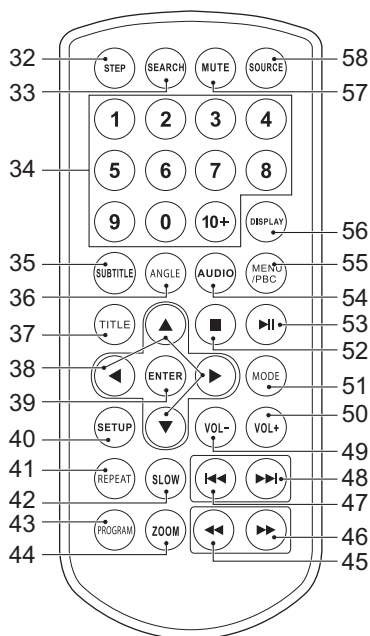 32 STEP SEARCH MUTE SOURCE 58
33 57
1 2 3 4
34
5 6 7 8
9 0 10+ DISPLAY
56
35 SUBTITLE ANGLE AUDIO MENU /PBC 55
36 54
37 TITLE 53
38 52
39 ENTER MODE 51
40 SETUP VOL- VOL+ 50
41 REPEAT SLOW 49
42 48
43 PROGRAM ZOOM 47
44 46
45